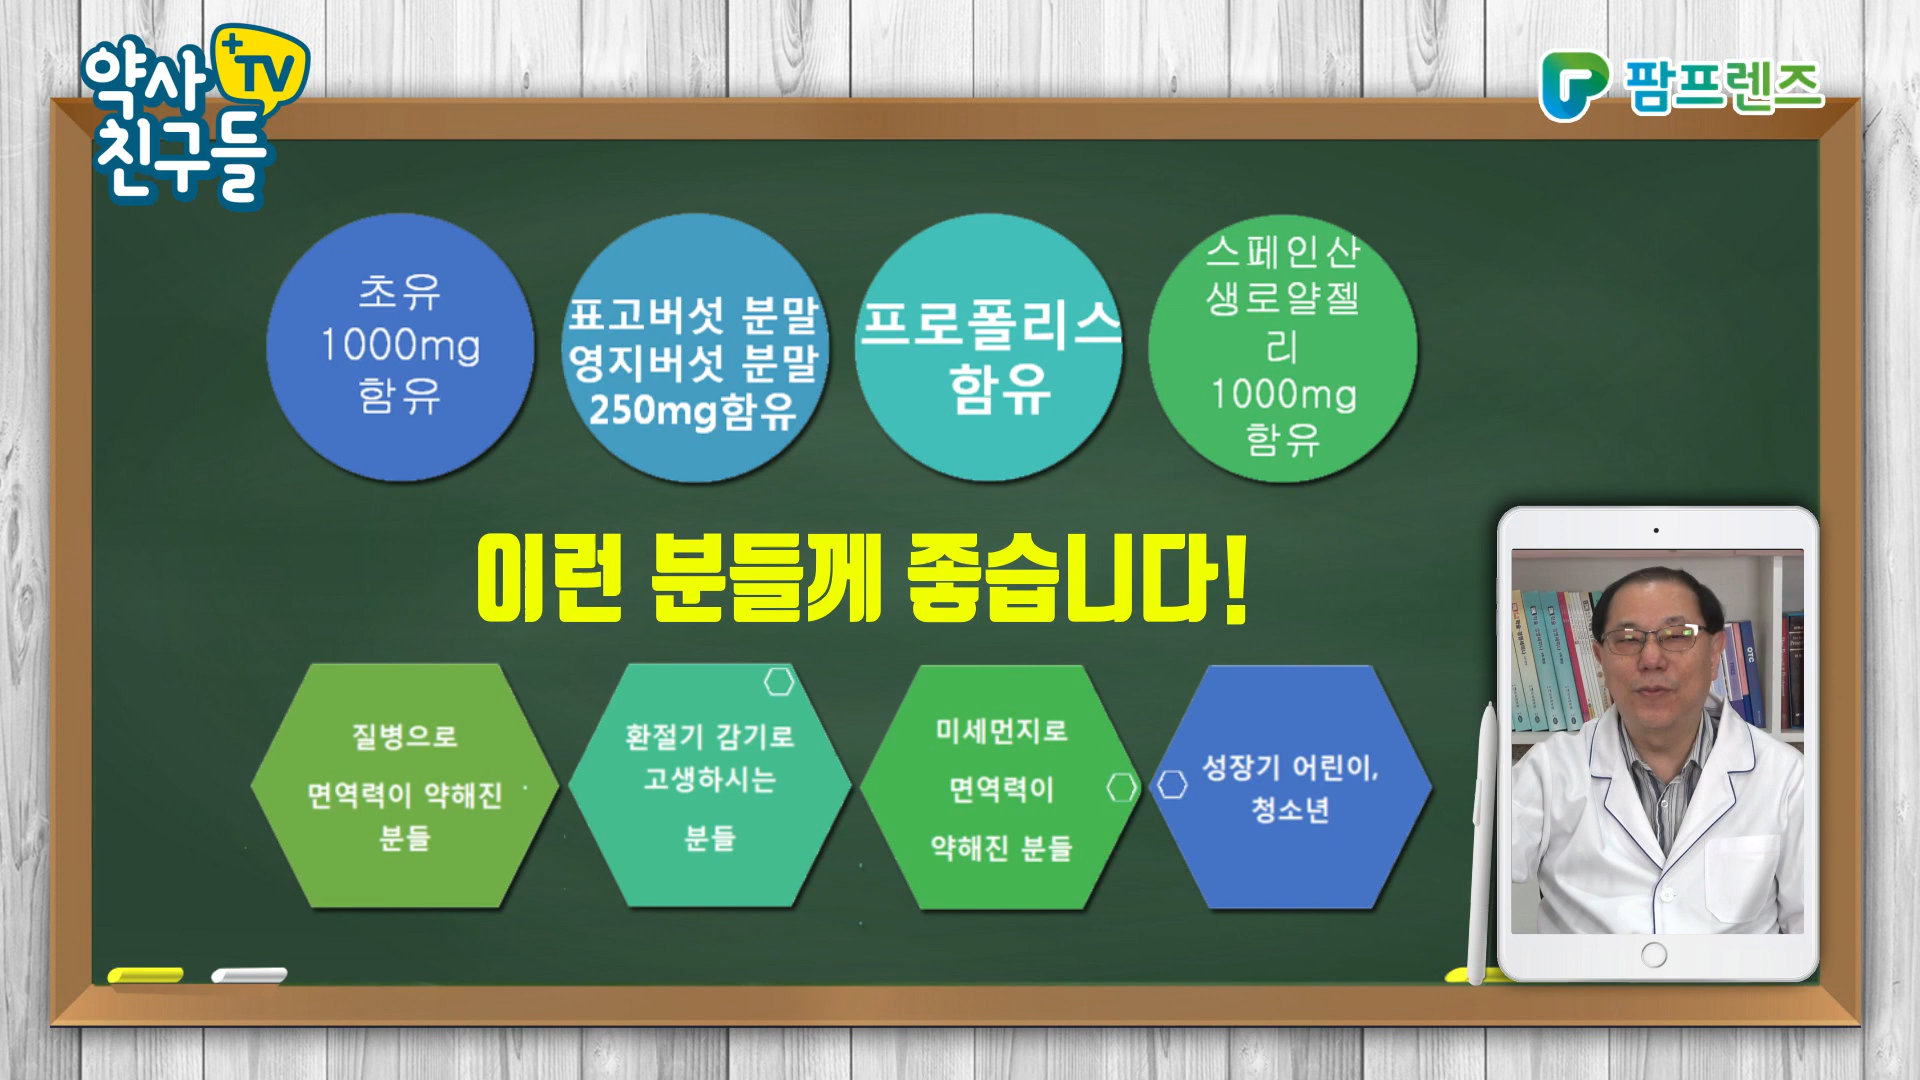 약사
+TV
친구들
팜프렌즈
초유
1000mg
함유
표고버섯 분말
영지버섯 분말
250mg함유
프로폴리스
함유
스페인산
생로얄젤
리
1000mg
함유
이런 분들께 좋습니다!
질병으로
면역력이 약해진
분들
환절기 감기로
고생하시는
분들
미세먼지로
면역력이
약해진 분들
성장기 어린이,
청소년
OTC